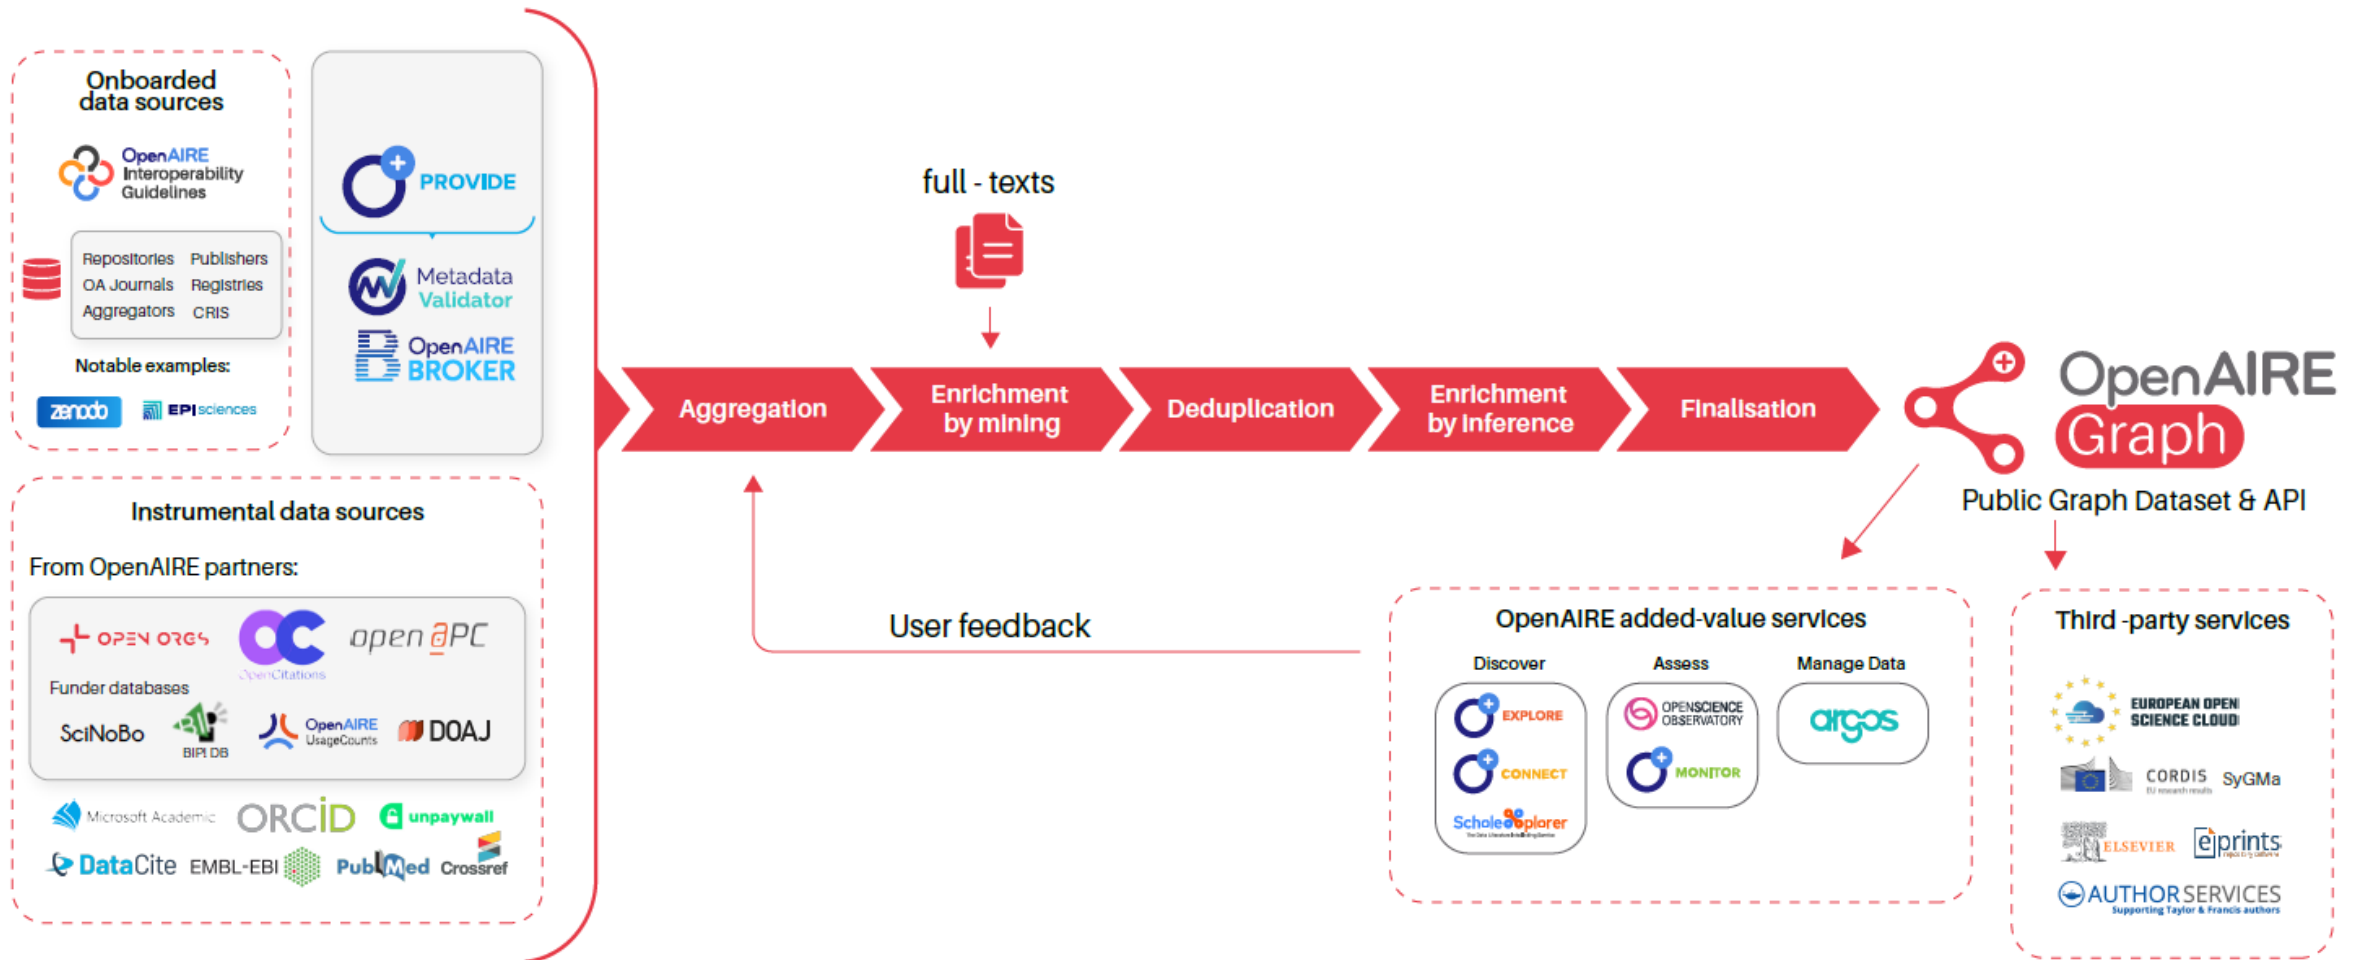 Onboarded
data sources
OpenAIRE
Interoperability
Guidelines
Repositories Publishers
OA Journals Registries
Aggregators CRIS
Notable examples:
zenodo
EPIsciences
PROVIDE
Metadata
Validator
OpenAIRE
BROKER
Instrumental data sources
From OpenAIRE partners:
OPEN ORGS
OC
OpenCitations
open aPC
Funder databases
SciNoBo
BIP!
BIP! DB
OpenAIRE
UsageCounts
DOAJ
Microsoft Academic
ORCID
unpaywall
DataCite
EMBL-EBI
PubMed
Crossref
full - texts
Aggregation
Enrichment
by mining
Deduplication
Enrichment
by inference
Finalisation
User feedback
OpenAIRE
Graph
Public Graph Dataset & API
OpenAIRE added-value services
Discover
EXPLORE
CONNECT
Scholexplorer
Assess
OPENSCIENCE
OBSERVATORY
MONITOR
Manage Data
argos
Third -party services
EUROPEAN OPEN
SCIENCE CLOUD
CORDIS
EU research results
SyGMa
ELSEVIER
eprints
AUTHOR SERVICES
Supporting Taylor & Francis authors